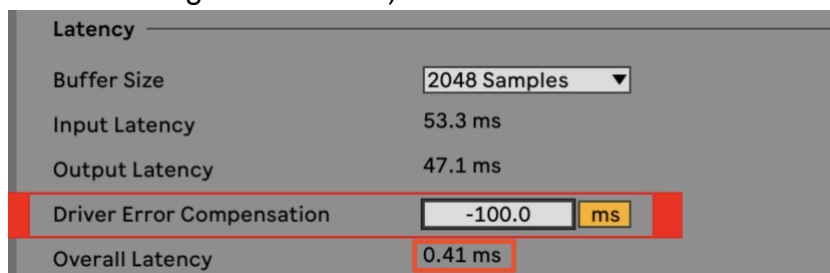 Latency
Buffer Size 2048 Samples
Input Latency 53.3 ms
Output Latency 47.1 ms
Driver Error Compensation -100.0 ms
Overall Latency 0.41 ms